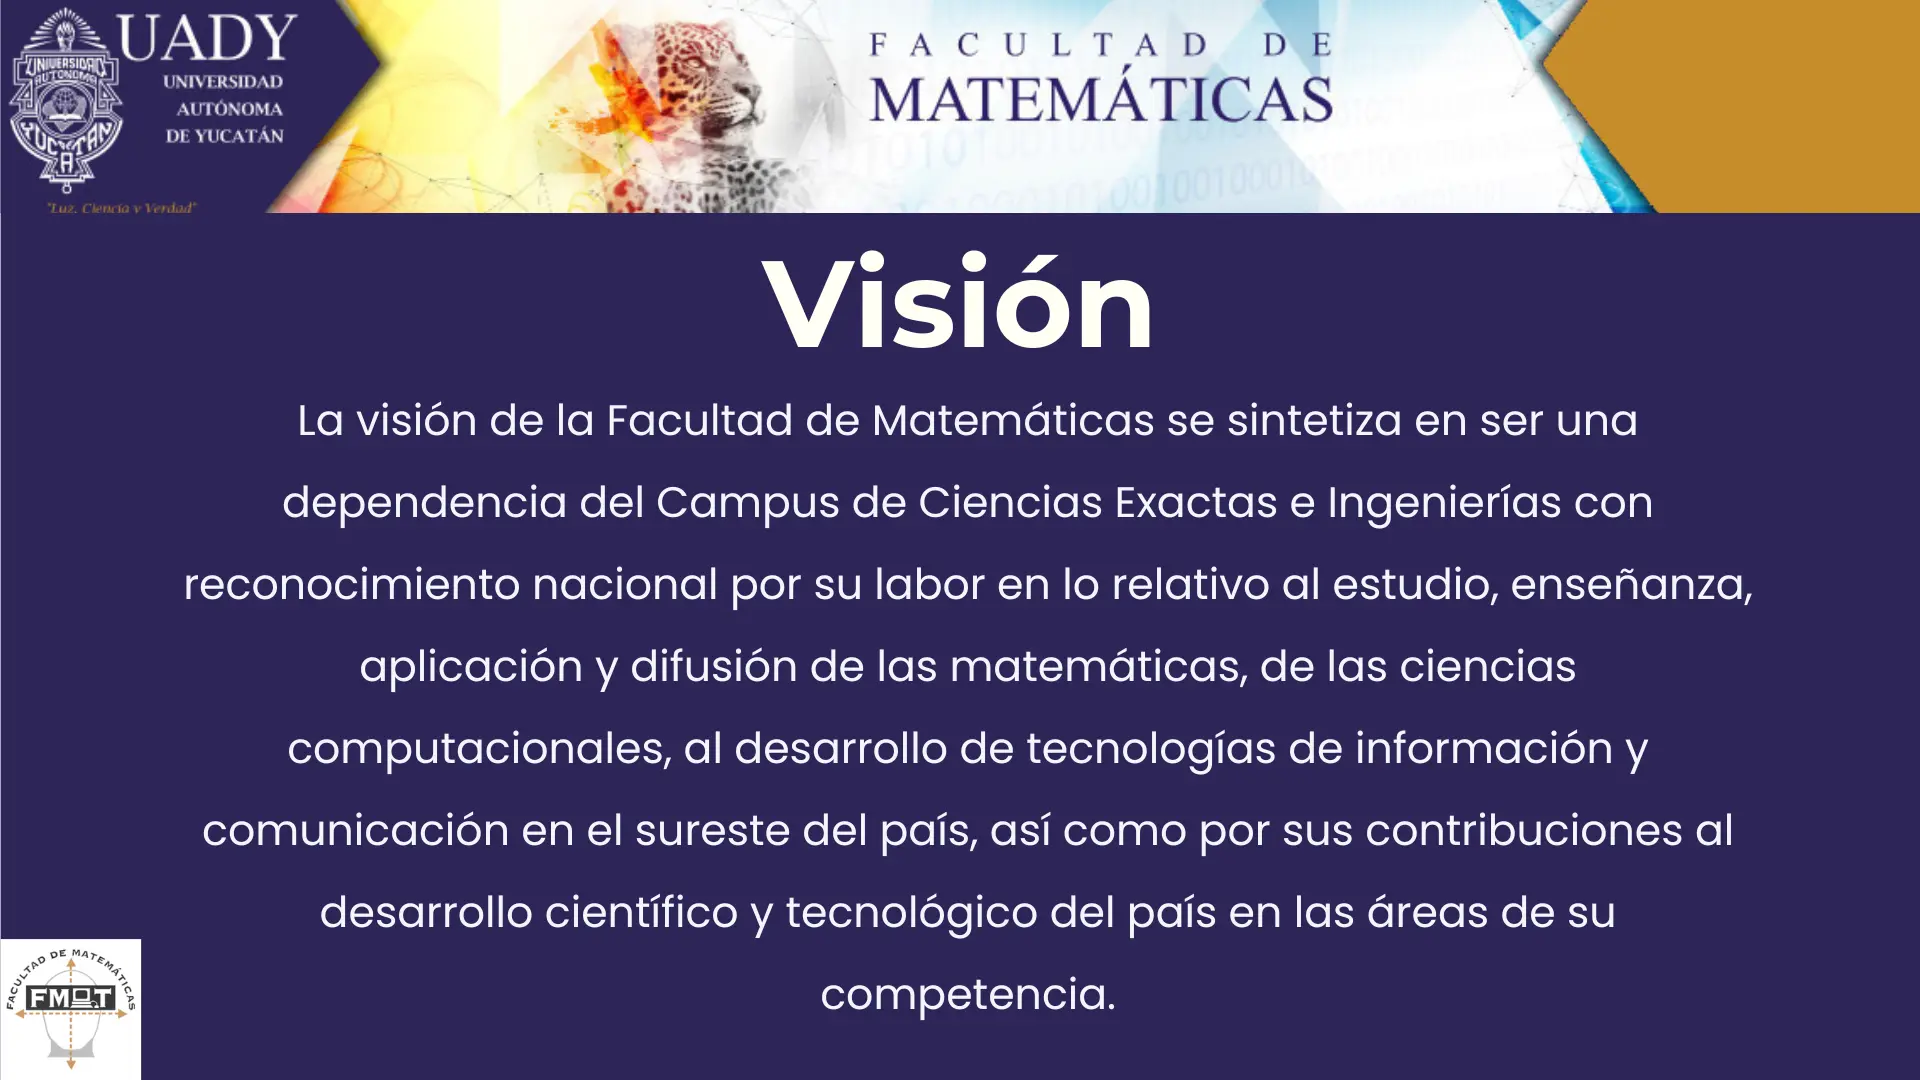 UADY
UNIVERSIDAD
AUTÓNOMA
DE YUCATÁN
UNIVERSIDAD
AUTONOMA
YUCATAN
"Luz, Ciencia y Verdad"
FACULTAD DE
MATEMÁTICAS
Visión
La visión de la Facultad de Matemáticas se sintetiza en ser una
dependencia del Campus de Ciencias Exactas e Ingenierías con
reconocimiento nacional por su labor en lo relativo al estudio, enseñanza,
aplicación y difusión de las matemáticas, de las ciencias
computacionales, al desarrollo de tecnologías de información y
comunicación en el sureste del país, así como por sus contribuciones al
desarrollo científico y tecnológico del país en las áreas de su
competencia.
FACULTAD DE MATEMÁTICAS
FMAT